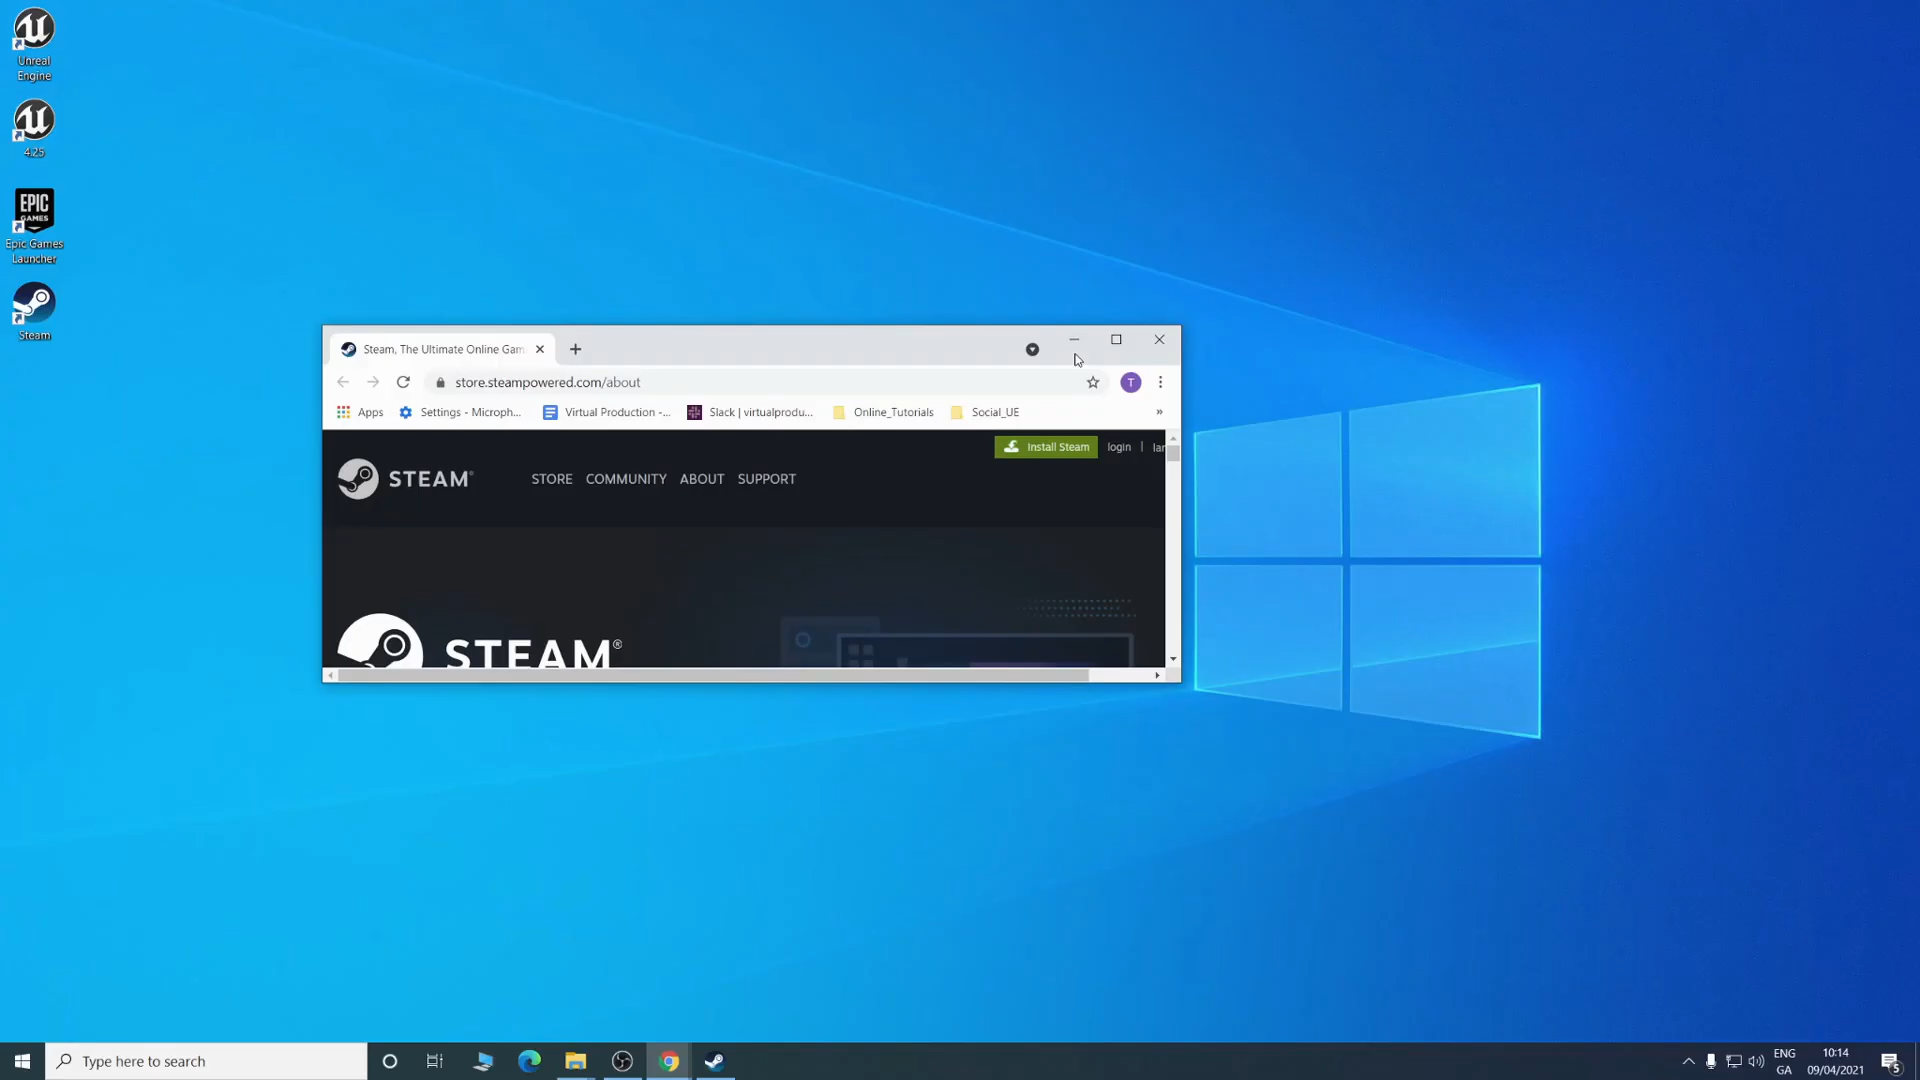 Unreal
Engine
4.25
EPIC
GAMES
Epic Games
Launcher
Steam
Steam, The Ultimate Online Gam
store.steampowered.com/about
T
Apps
Settings - Microph...
Virtual Production -...
Slack | virtualprodu...
Online_Tutorials
Social_UE
»
Install Steam
login
|
lan
STEAM®
STORE
COMMUNITY
ABOUT
SUPPORT
STEAM®
Type here to search
ENG
GA
10:14
09/04/2021
5